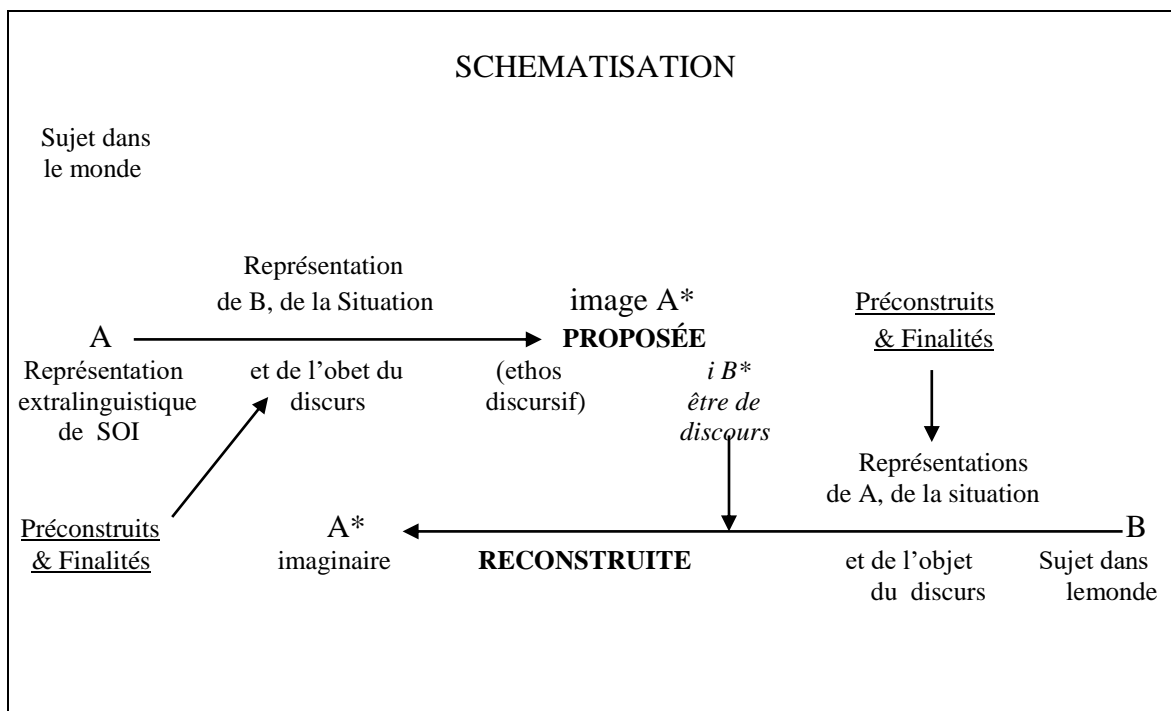 SCHEMATISATION
Sujet dans
le monde
Représentation
de B, de la Situation
image A*
Préconstruits
A
PROPOSÉE
& Finalités
Représentation
extralinguistique
de SOI
et de l'obet du
discurs
(ethos
discursif)
i B*
être de
discours
Représentations
de A, de la situation
Préconstruits
& Finalités
A*
imaginaire
RECONSTRUITE
B
et de l'objet
du discurs
Sujet dans
lemonde